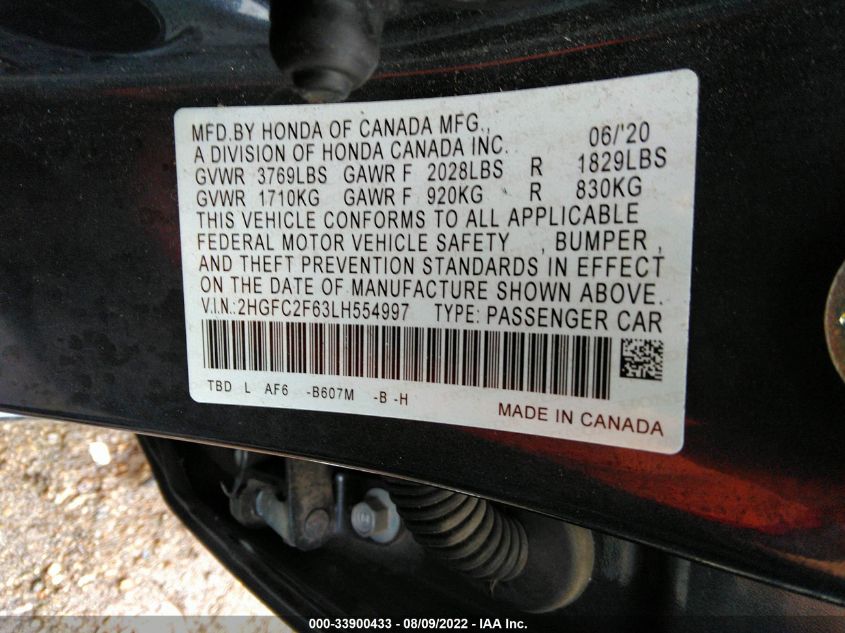 MFD.BY HONDA OF CANADA MFG., 06/'20
A DIVISION OF HONDA CANADA INC.
GVWR 3769LBS GAWR F 2028LBS R 1829LBS
GVWR 1710KG GAWR F 920KG R 830KG
THIS VEHICLE CONFORMS TO ALL APPLICABLE
FEDERAL MOTOR VEHICLE SAFETY , BUMPER ,
AND THEFT PREVENTION STANDARDS IN EFFECT
ON THE DATE OF MANUFACTURE SHOWN ABOVE.
V.I.N.:2HGFC2F63LH554997 TYPE: PASSENGER CAR
TBD L AF6 -B607M -B -H
MADE IN CANADA
000-33900433 - 08/09/2022 - IAA Inc.